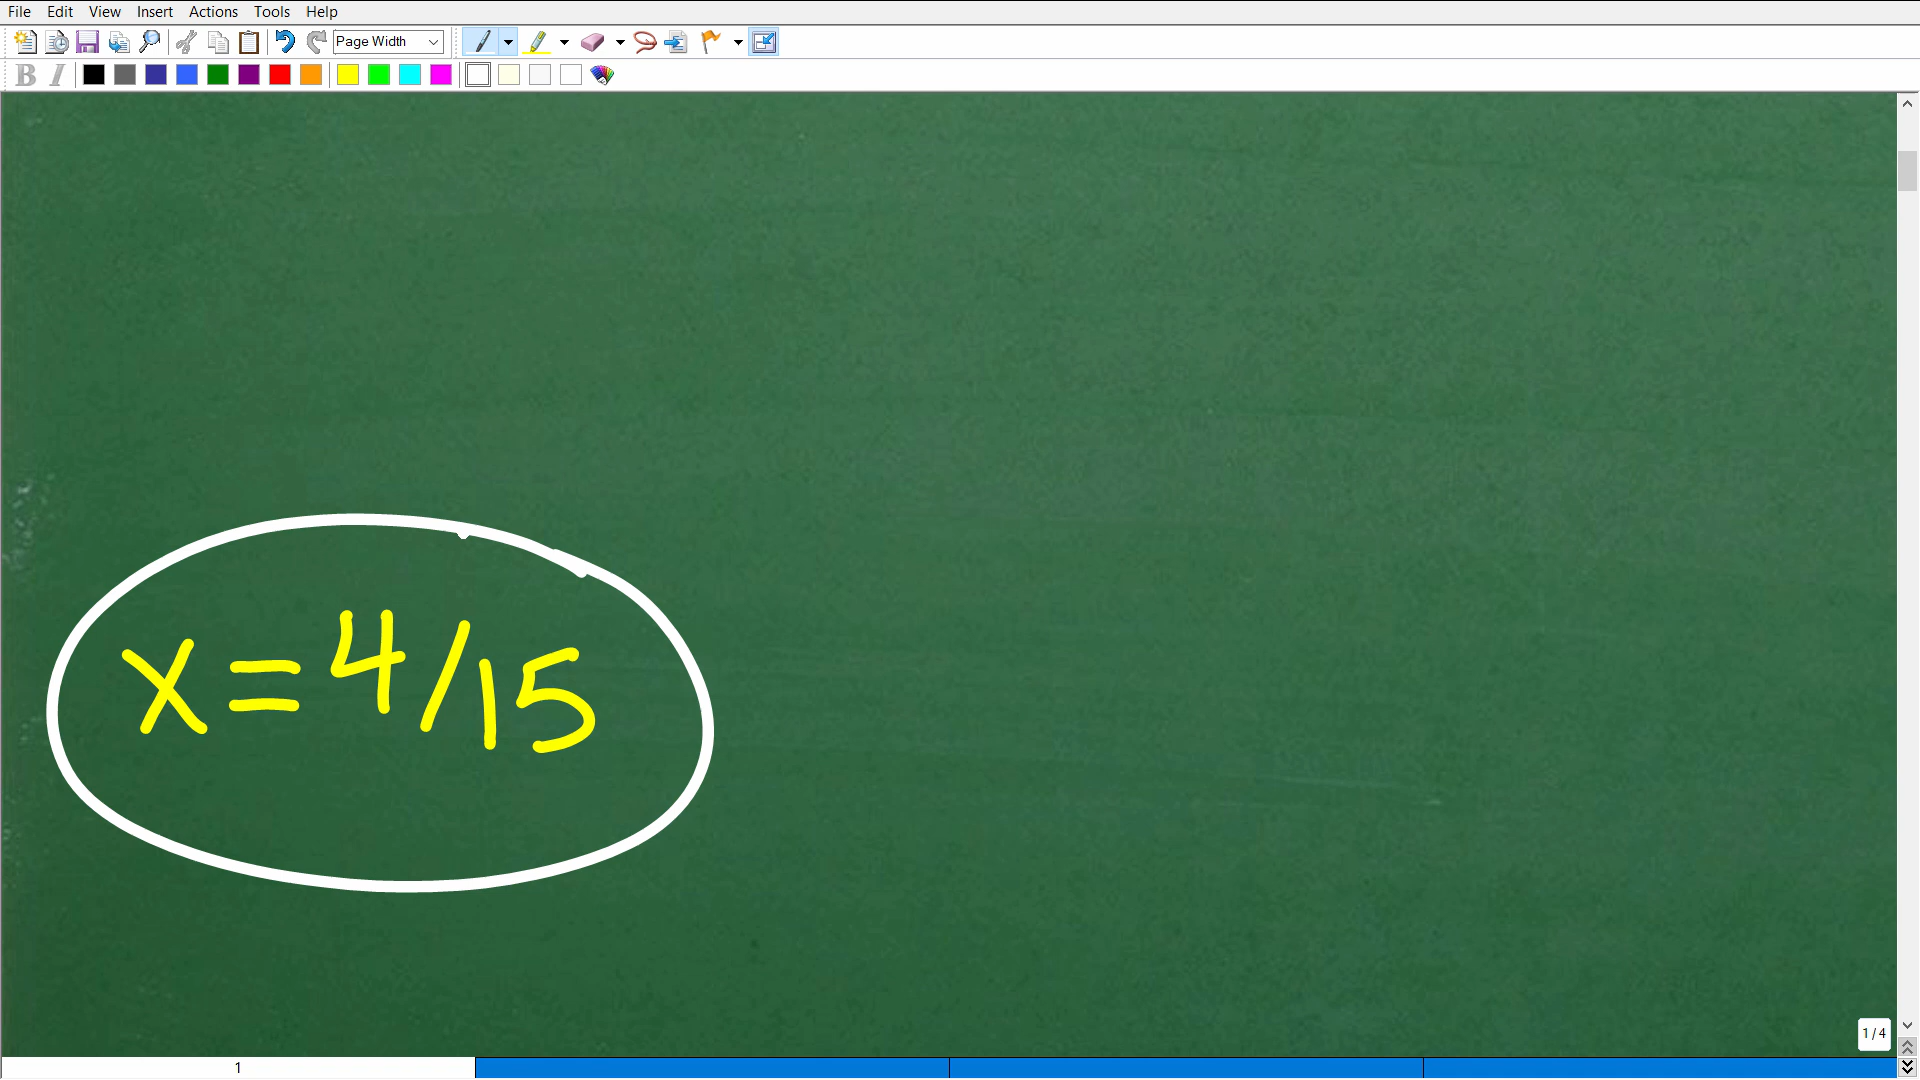 File Edit View Insert Actions Tools Help
Page Width
B I
x = 4/15
1 / 4
1